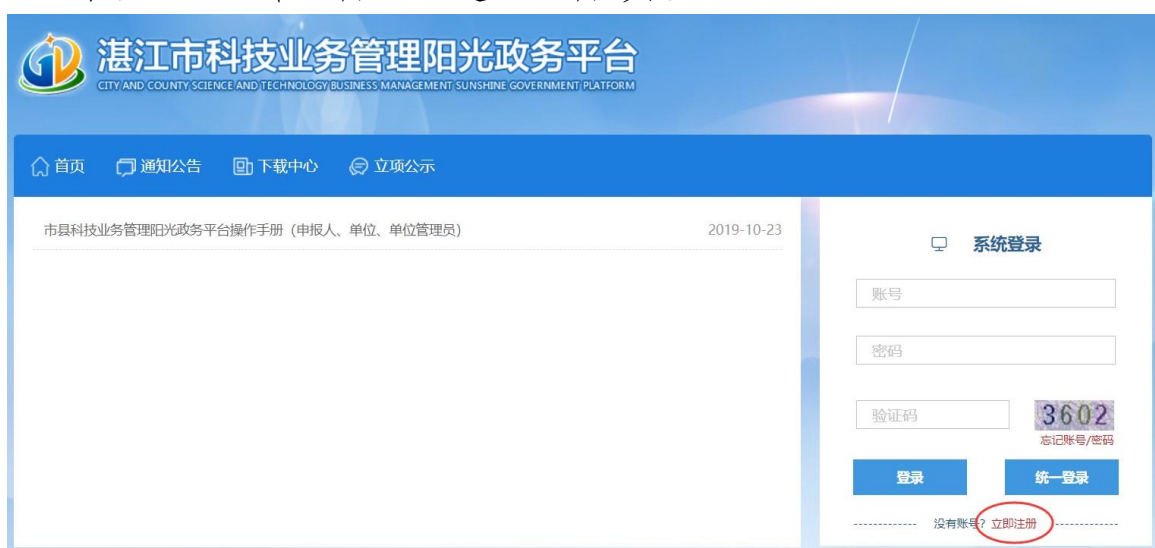 湛江市科技业务管理阳光政务平台
CITY AND COUNTY SCIENCE AND TECHNOLOGY BUSINESS MANAGEMENT SUNSHINE GOVERNMENT PLATFORM
首页 通知公告 下载中心 立项公示
市县科技业务管理阳光政务平台操作手册（申报人、单位、单位管理员） 2019-10-23
系统登录
账号
密码
验证码 3602
忘记账号/密码
登录 统一登录
没有账号? 立即注册